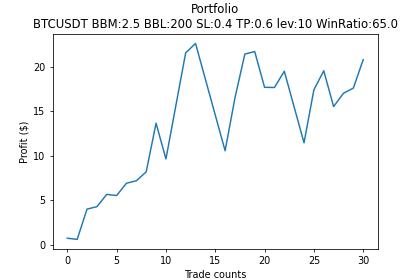 Portfolio
BTCUSDT BBM:2.5 BBL:200 SL:0.4 TP:0.6 lev:10 WinRatio:65.0
20
15
10
5
0
Profit ($)
0 5 10 15 20 25 30
Trade counts